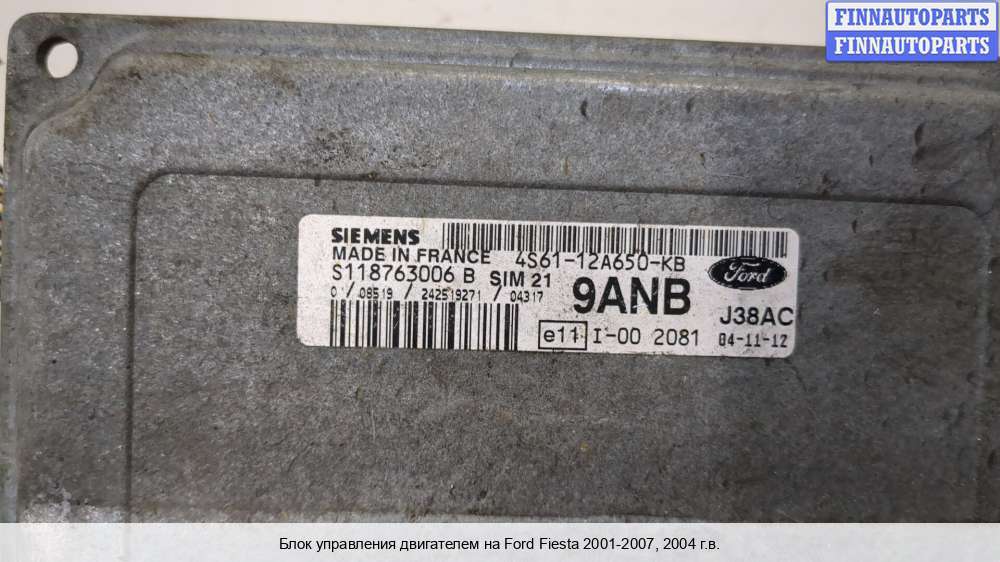 FINNAUTOPARTS
FINNAUTOPARTS
SIEMENS
MADE IN FRANCE 4S61-12A650-KB
S118763006 B SIM 21
Ford
0 / 09519 / 242519271 / 04317
9ANB
J38AC
e11 I-00 2081 04-11-12
Блок управления двигателем на Ford Fiesta 2001-2007, 2004 г.в.